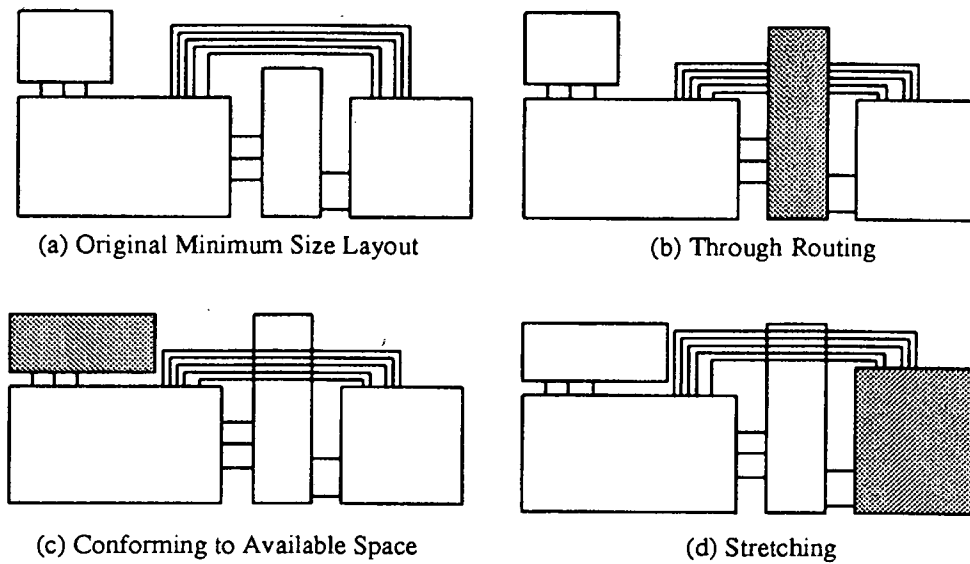 (a) Original Minimum Size Layout
(b) Through Routing
(c) Conforming to Available Space
(d) Stretching